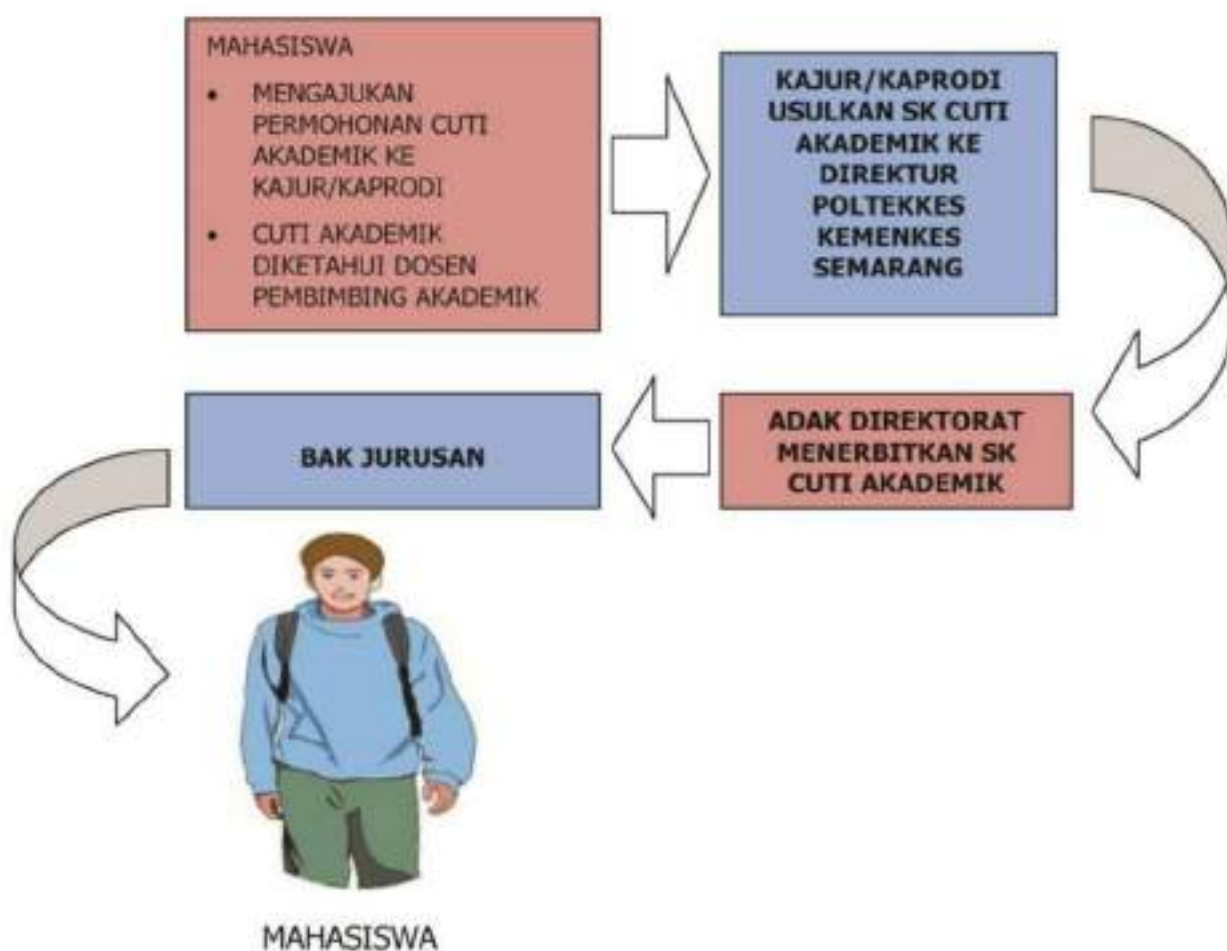 MAHASISWA
• MENGAJUKAN
PERMOHONAN CUTI
AKADEMIK KE
KAJUR/KAPRODI
• CUTI AKADEMIK
DIKETAHUI DOSEN
PEMBIMBING AKADEMIK
KAJUR/KAPRODI
USULKAN SK CUTI
AKADEMIK KE
DIREKTUR
POLTEKKES
KEMENKES
SEMARANG
ADAK DIREKTORAT
MENERBITKAN SK
CUTI AKADEMIK
BAK JURUSAN
MAHASISWA